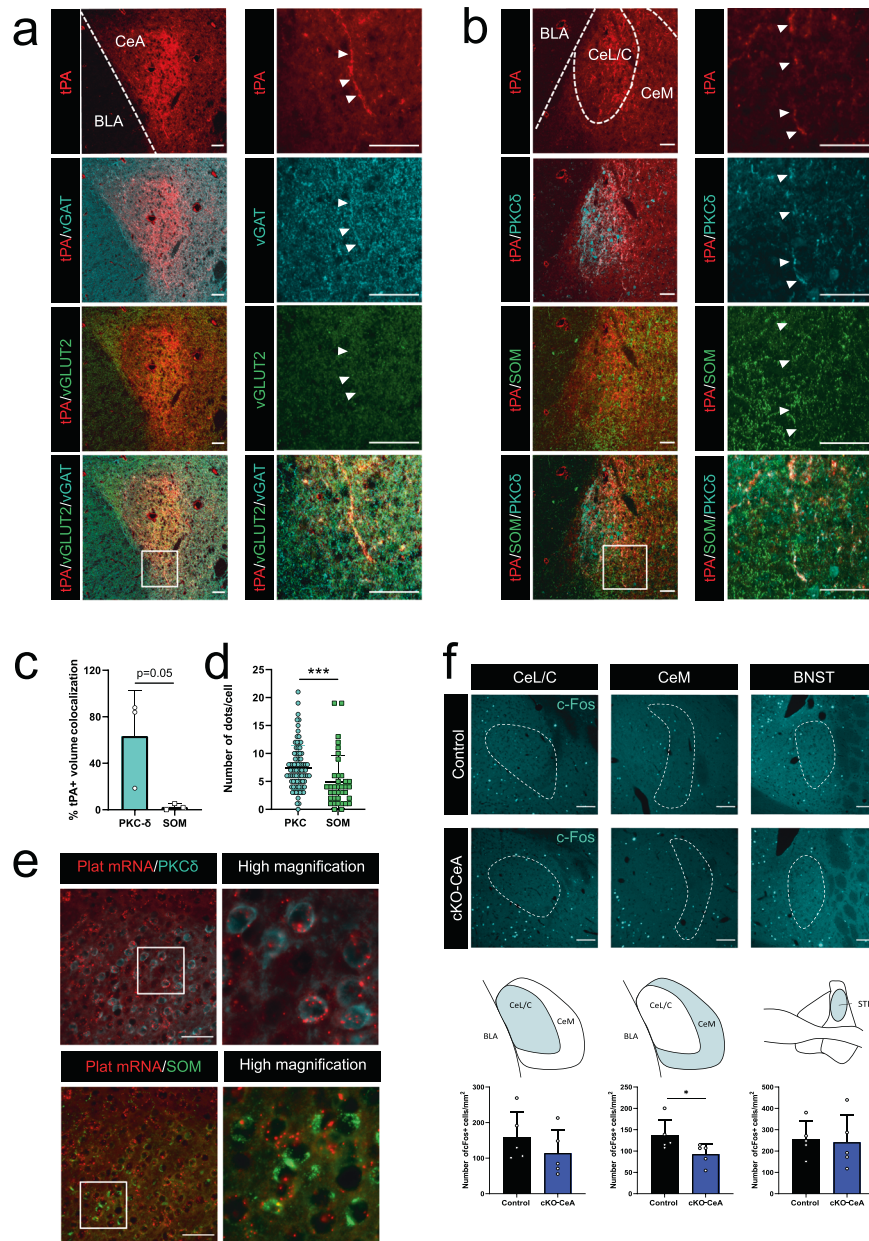 a
CeA
BLA
tPA
tPA
tPA/vGAT
vGAT
tPA/vGLUT2
vGLUT2
tPA/vGLUT2/vGAT
tPA/vGLUT2/vGAT
b
BLA
CeL/C
CeM
tPA
tPA
tPA/PKCδ
tPA/PKCδ
tPA/SOM
tPA/SOM
tPA/SOM/PKCδ
tPA/SOM/PKCδ
c
% tPA+ volume colocalization
120
80
40
0
p=0.05
PKC-δ
SOM
d
Number of dots/cell
25
20
15
10
5
0
***
PKC
SOM
e
Plat mRNA/PKCδ
High magnification
Plat mRNA/SOM
High magnification
f
CeL/C
CeM
BNST
Control
c-Fos
cKO-CeA
c-Fos
CeL/C
CeM
BLA
CeL/C
CeM
BLA
Number of cFos+ cells/mm²
300
200
100
0
Control
cKO-CeA
Number of cFos+ cells/mm²
200
150
100
50
0
*
Control
cKO-CeA
Number of cFos+ cells/mm²
500
400
300
200
100
0
Control
cKO-CeA